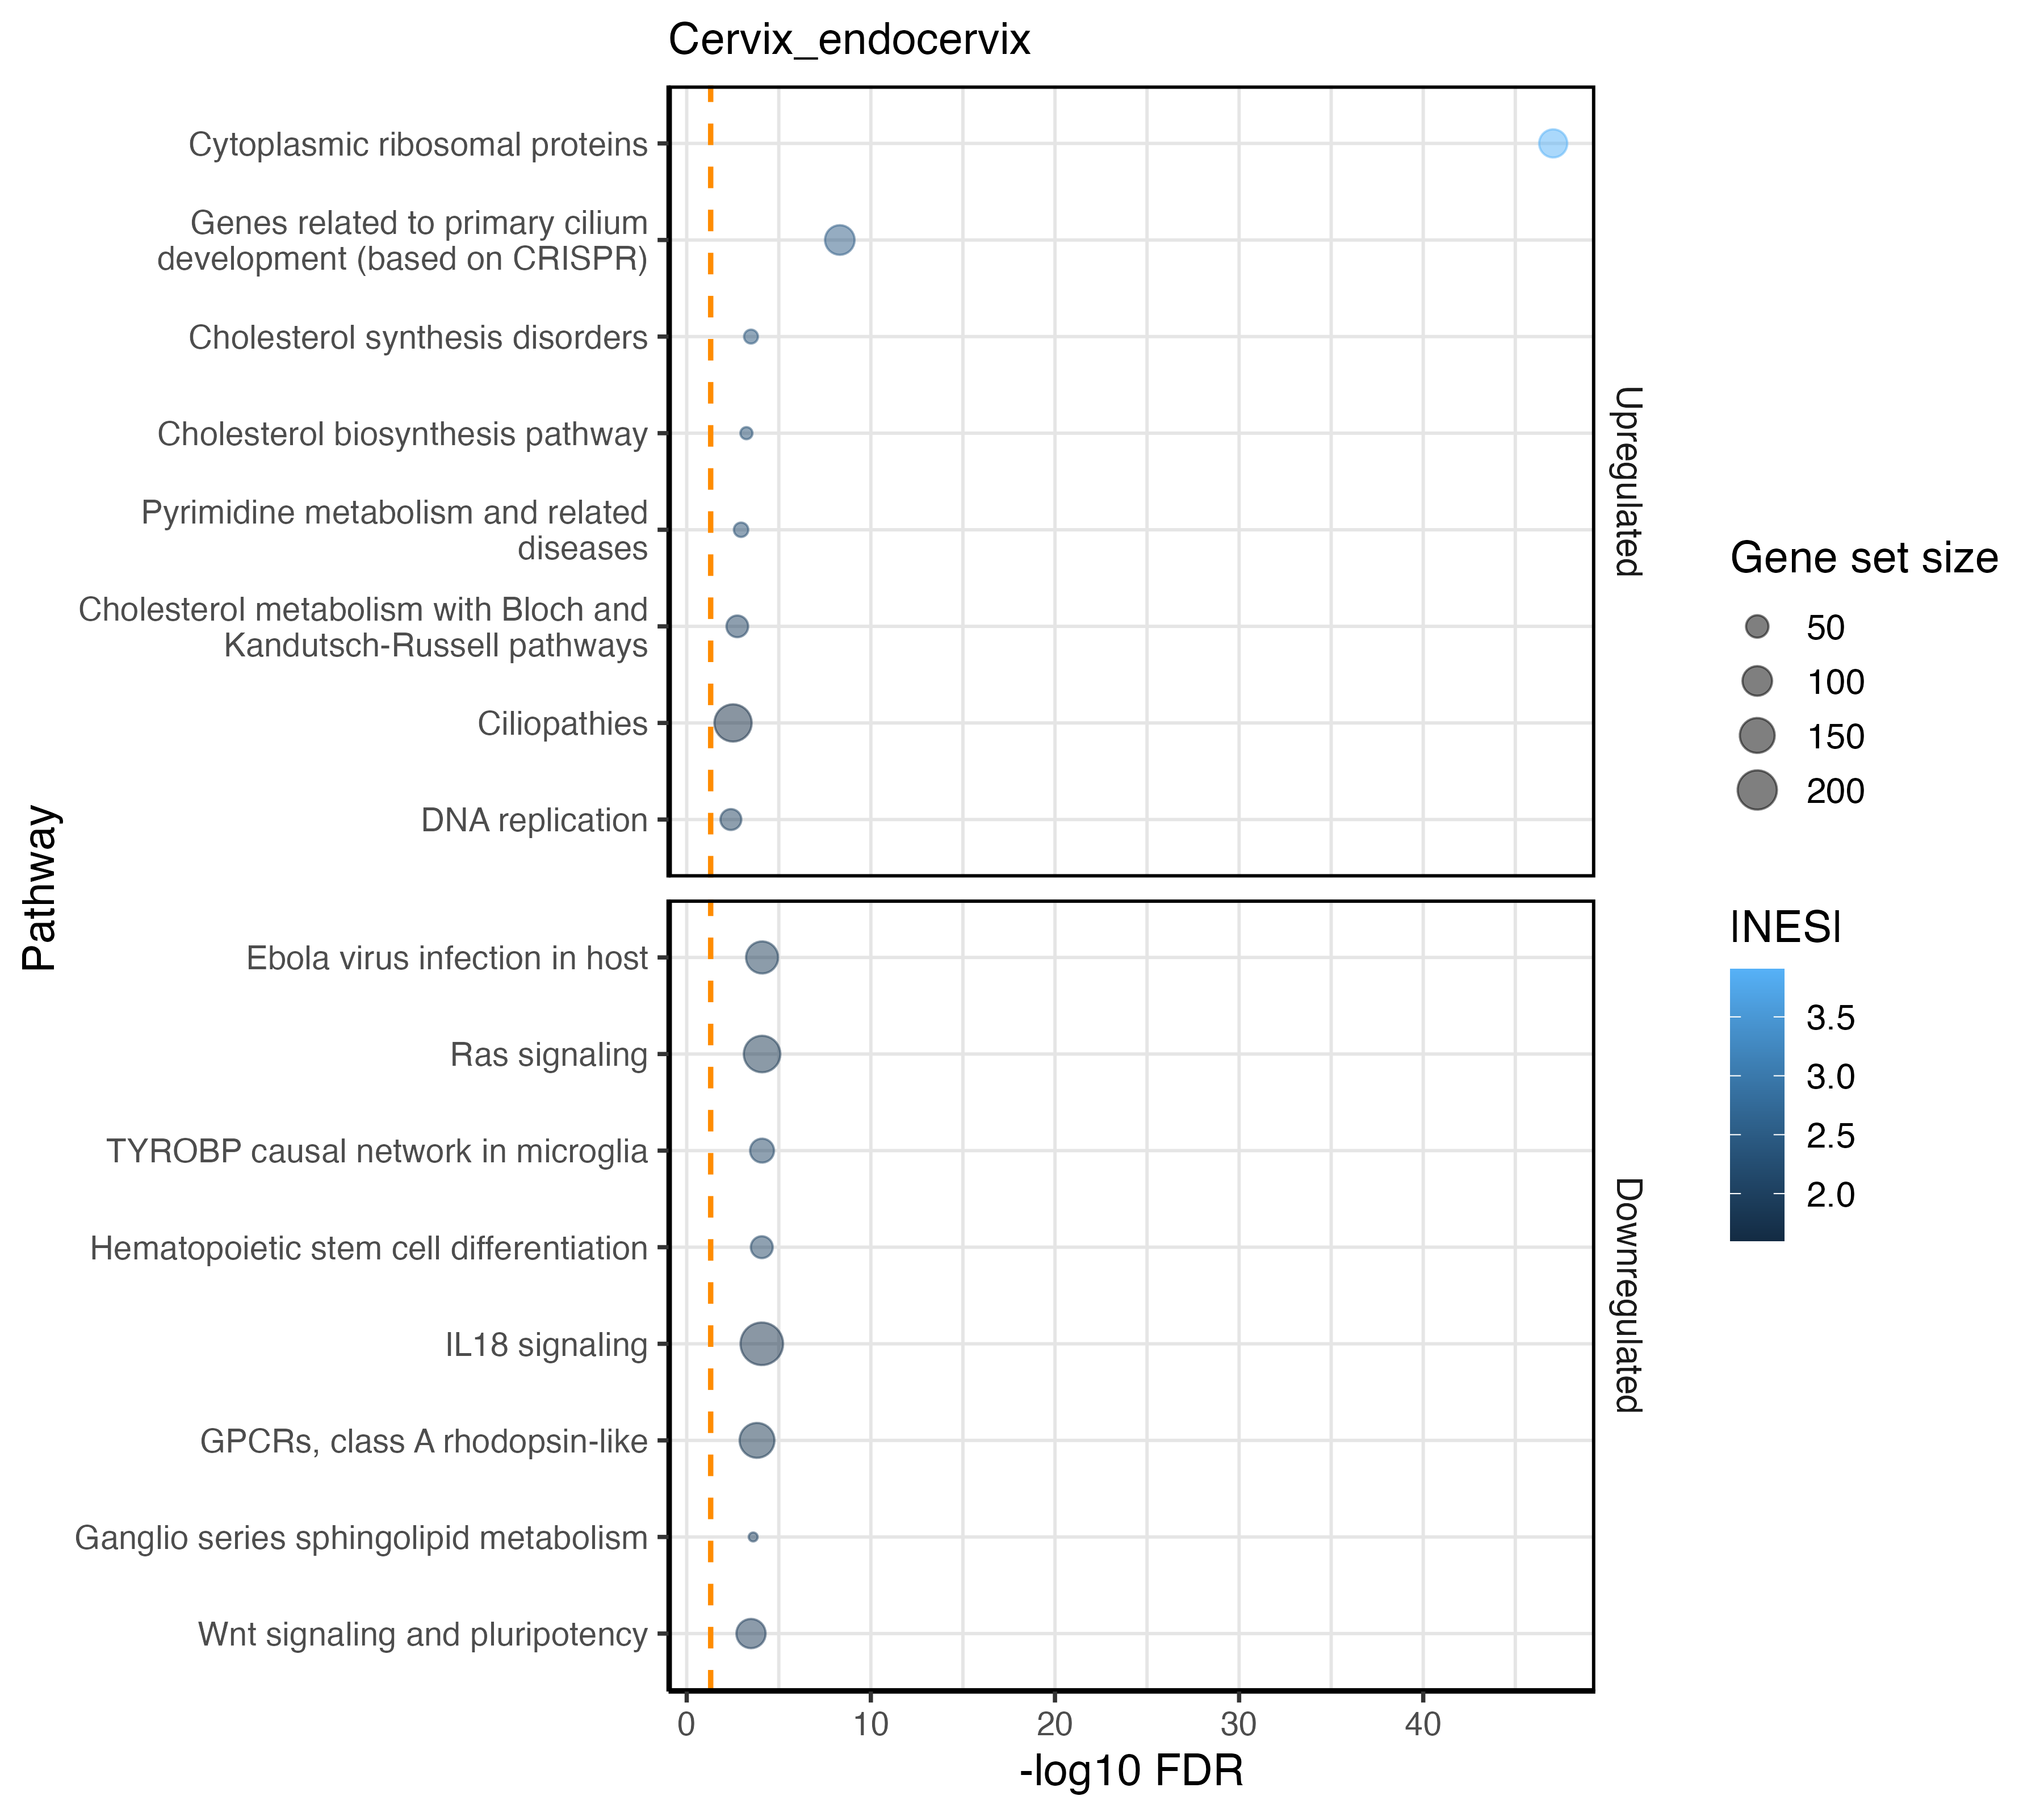 Cervix_endocervix
Cytoplasmic ribosomal proteins
Genes related to primary cilium
development (based on CRISPR)
Cholesterol synthesis disorders
Cholesterol biosynthesis pathway
Pyrimidine metabolism and related
diseases
Cholesterol metabolism with Bloch and
Kandutsch-Russell pathways
Ciliopathies
DNA replication
Upregulated
Ebola virus infection in host
Ras signaling
TYROBP causal network in microglia
Hematopoietic stem cell differentiation
IL18 signaling
GPCRs, class A rhodopsin-like
Ganglio series sphingolipid metabolism
Wnt signaling and pluripotency
Downregulated
Pathway
0 10 20 30 40
-log10 FDR
Gene set size
50
100
150
200
|NES|
3.5
3.0
2.5
2.0